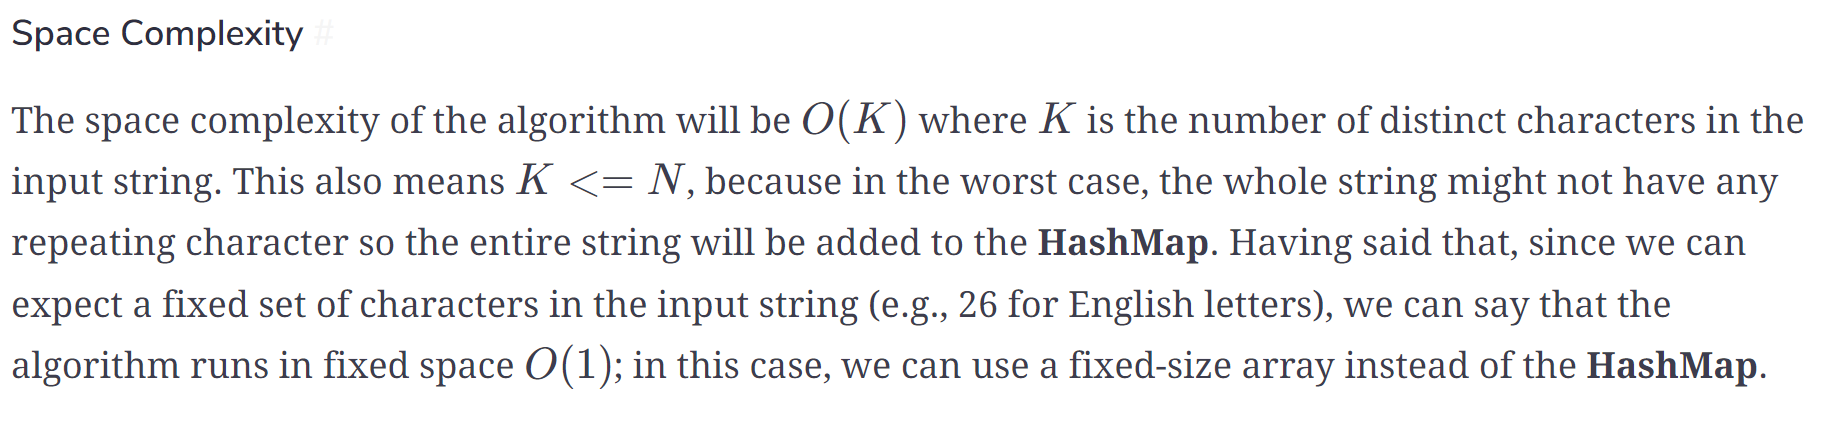 Space Complexity #
The space complexity of the algorithm will be O(K) where K is the number of distinct characters in the
input string. This also means K <= N, because in the worst case, the whole string might not have any
repeating character so the entire string will be added to the HashMap. Having said that, since we can
expect a fixed set of characters in the input string (e.g., 26 for English letters), we can say that the
algorithm runs in fixed space O(1); in this case, we can use a fixed-size array instead of the HashMap.